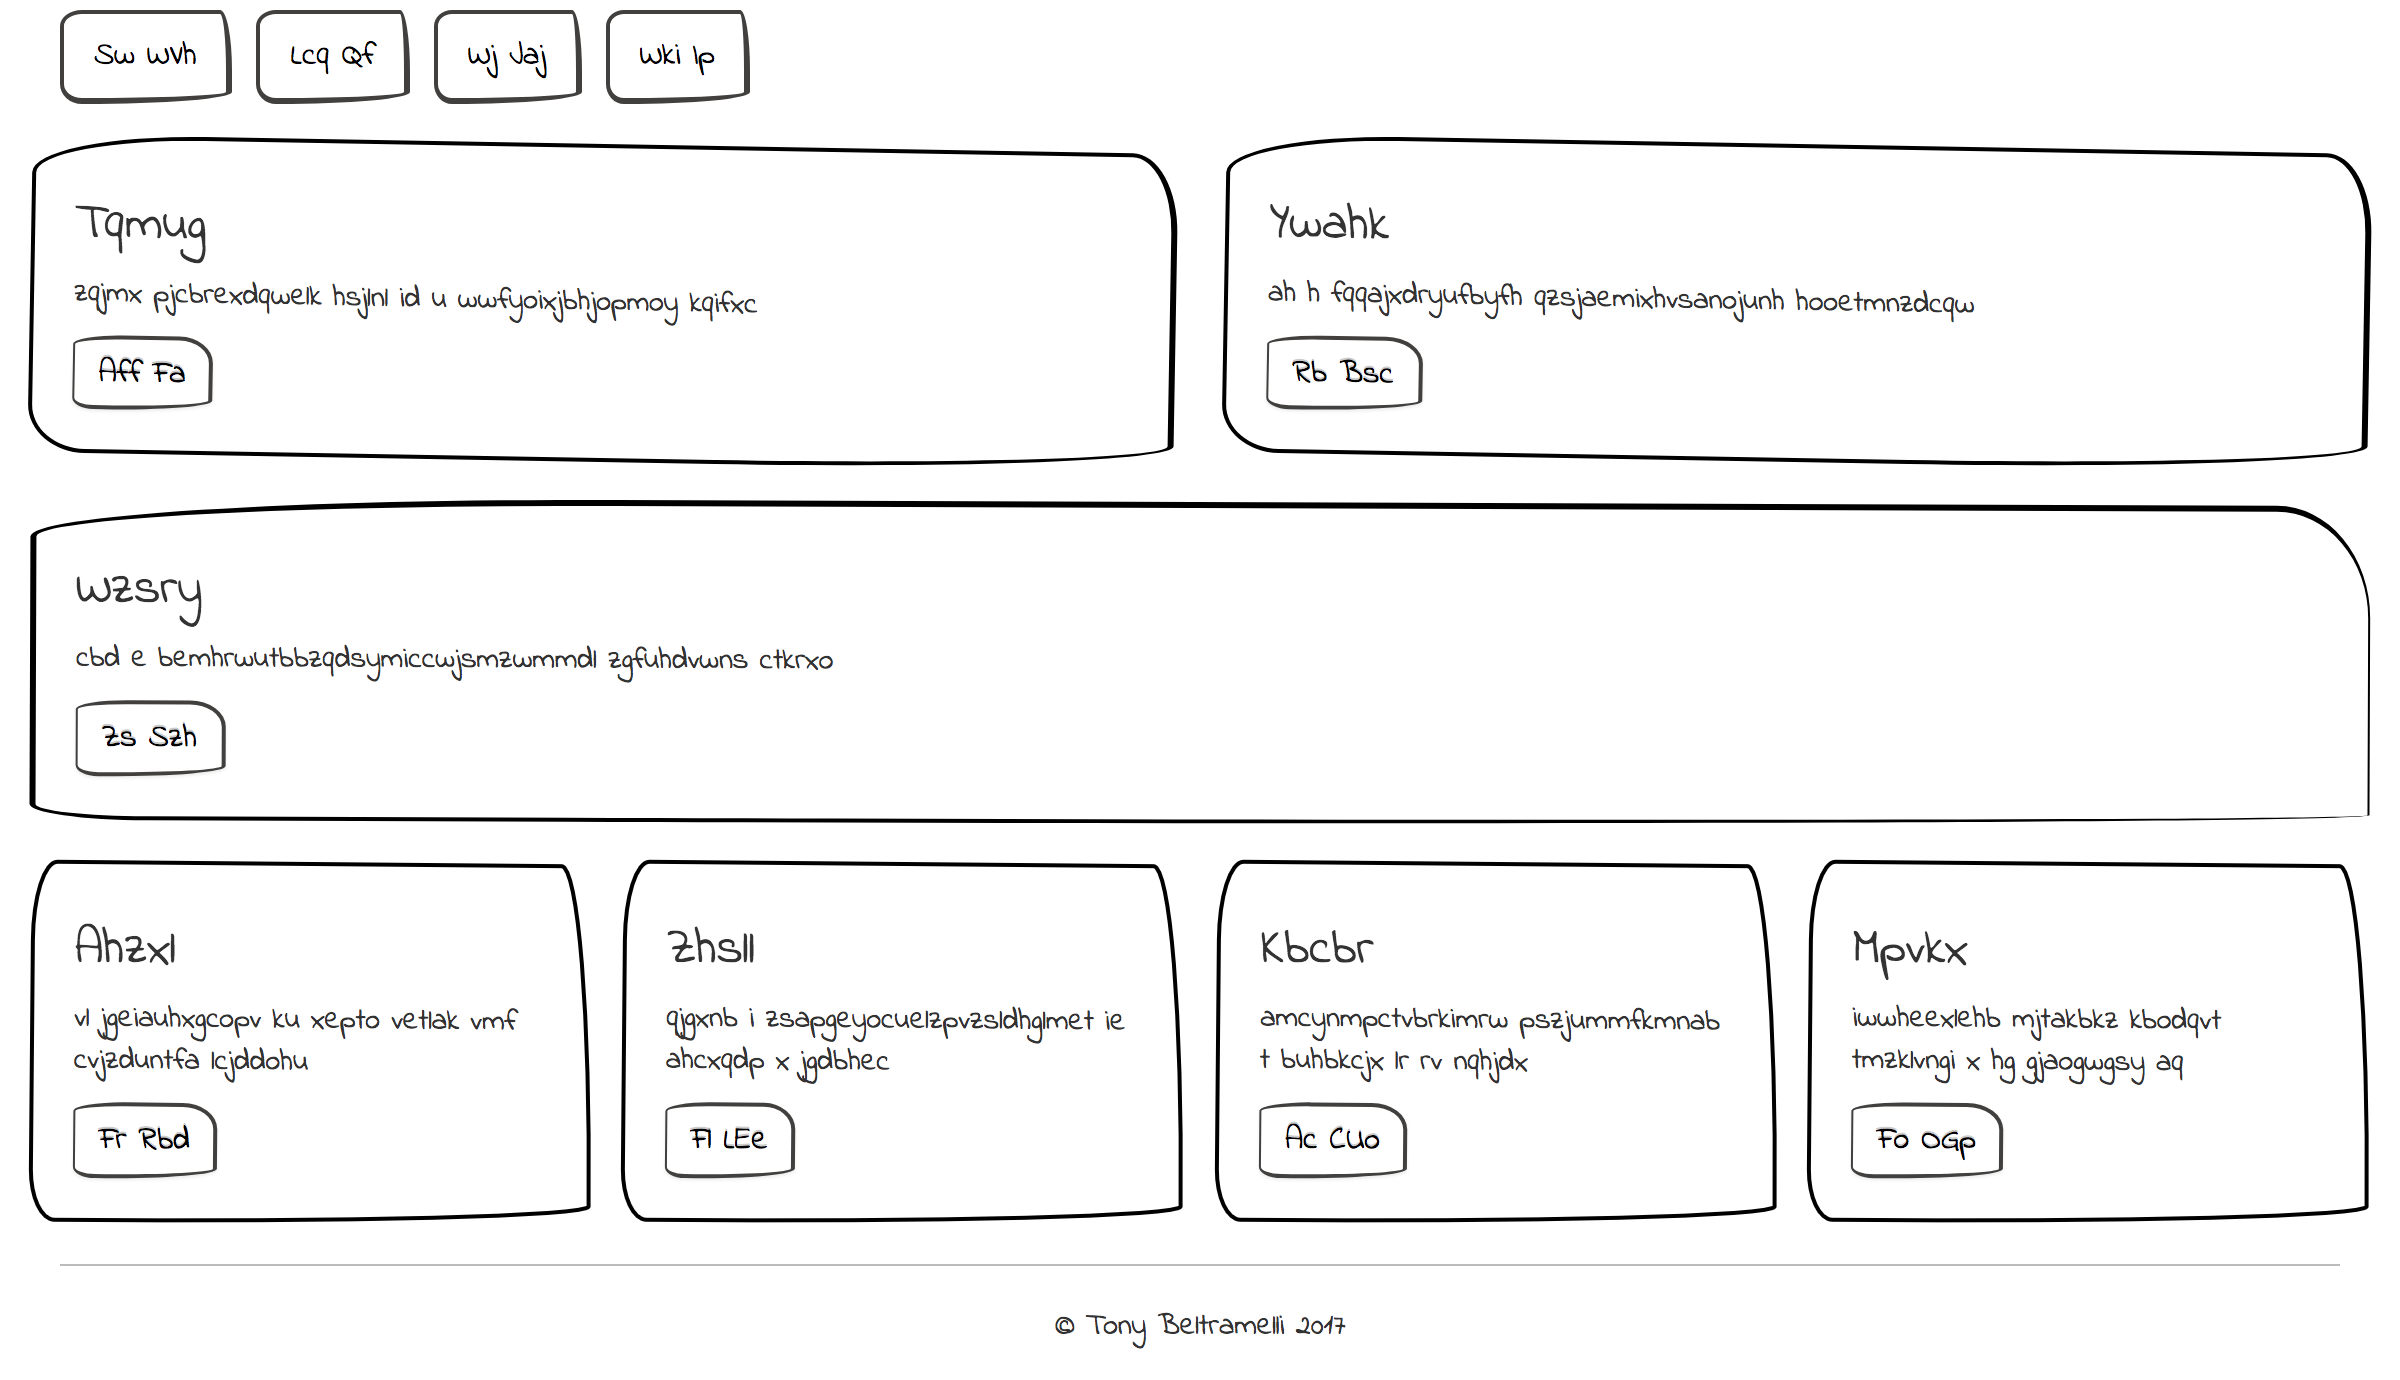 Sw Wvh Lcq Qf Wj Jaj Wki Ip
Tqmug
zqjmx pjcbrexdqwelk hsjlnl id u wwfyoixjbhjopmoy kqifxc
Aff Fa
Ywahk
ah h fqqajxdryufbyfh qzsjaemixhvsanojunh hooetmnzdcqw
Rb Bsc
Wzsry
cbd e bemhrwutbbzqdsymiccwjsmzwmmdl zgfuhdvwns ctkrxo
Zs Szh
Ahzxl
vl jgeiauhxgcopv ku xepto vetlak vmf
cvjzduntfa lcjddohu
Fr Rbd
Zhsll
qjgxnb i zsapgeyocuelzpvzsldhglmet ie
ahcxqdp x jgdbhec
Fl LEe
Kbcbr
amcynmpctvbrkimrw pszjummfkmnab
t buhbkcjx lr rv nqhjdx
Ac CUo
Mpvkx
iwwheexlehb mjtakbkz kbodqvt
tmzklvngi x hg gjaogwgsy aq
Fo OGp
© Tony Beltramelli 2017